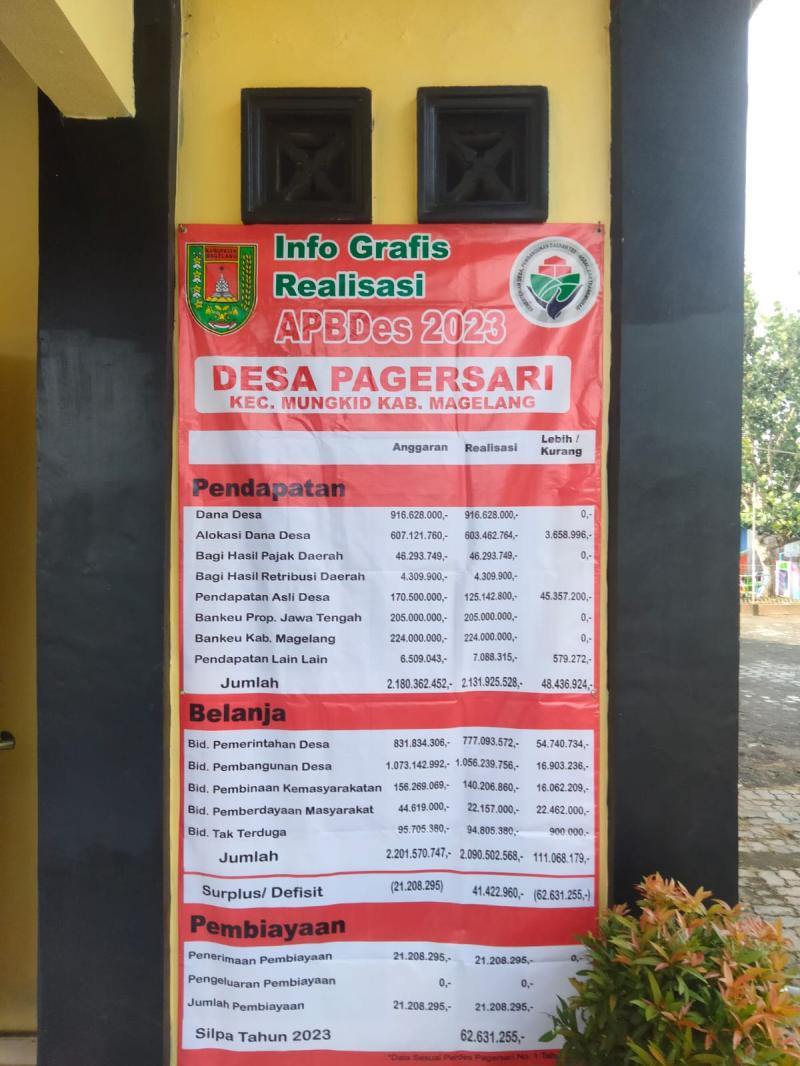 KABUPATEN
MAGELANG
Info Grafis
Realisasi
APBDes 2023
DESA PAGERSARI
KEC. MUNGKID KAB. MAGELANG
Anggaran Realisasi Lebih / Kurang
Pendapatan
Dana Desa 916.628.000,- 916.628.000,- 0,-
Alokasi Dana Desa 607.121.760,- 603.462.764,- 3.658.996,-
Bagi Hasil Pajak Daerah 46.293.749,- 46.293.749,- 0,-
Bagi Hasil Retribusi Daerah 4.309.900,- 4.309.900,-
Pendapatan Asli Desa 170.500.000,- 125.142.800,- 45.357.200,-
Bankeu Prop. Jawa Tengah 205.000.000,- 205.000.000,- 0,-
Bankeu Kab. Magelang 224.000.000,- 224.000.000,- 0,-
Pendapatan Lain Lain 6.509.043,- 7.088.315,- 579.272,-
Jumlah 2.180.362.452,- 2.131.925.528,- 48.436.924,-
Belanja
Bid. Pemerintahan Desa 831.834.306,- 777.093.572,- 54.740.734,-
Bid. Pembangunan Desa 1.073.142.992,- 1.056.239.756,- 16.903.236,-
Bid. Pembinaan Kemasyarakatan 156.269.069,- 140.206.860,- 16.062.209,-
Bid. Pemberdayaan Masyarakat 44.619.000,- 22.157.000,- 22.462.000,-
Bid. Tak Terduga 95.705.380,- 94.805.380,- 900.000,-
Jumlah 2.201.570.747,- 2.090.502.568,- 111.068.179,-
Surplus/ Defisit (21.208.295) 41.422.960,- (62.631.255,-)
Pembiayaan
Penerimaan Pembiayaan 21.208.295,- 21.208.295,- 0,-
Pengeluaran Pembiayaan 0,- 0,-
Jumlah Pembiayaan 21.208.295,- 21.208.295,-
Silpa Tahun 2023 62.631.255,-
*Data Sesuai Perdes Pagersari No. 1